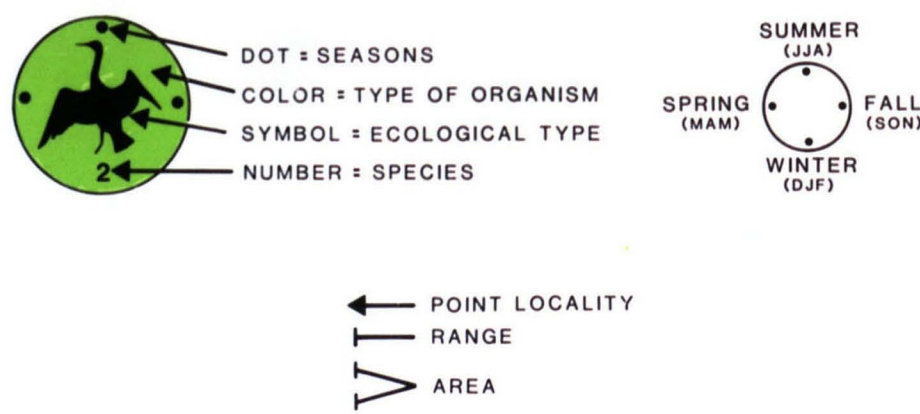 DOT = SEASONS
COLOR = TYPE OF ORGANISM
SYMBOL = ECOLOGICAL TYPE
NUMBER = SPECIES
2
SUMMER
(JJA)
SPRING
(MAM)
FALL
(SON)
WINTER
(DJF)
POINT LOCALITY
RANGE
AREA